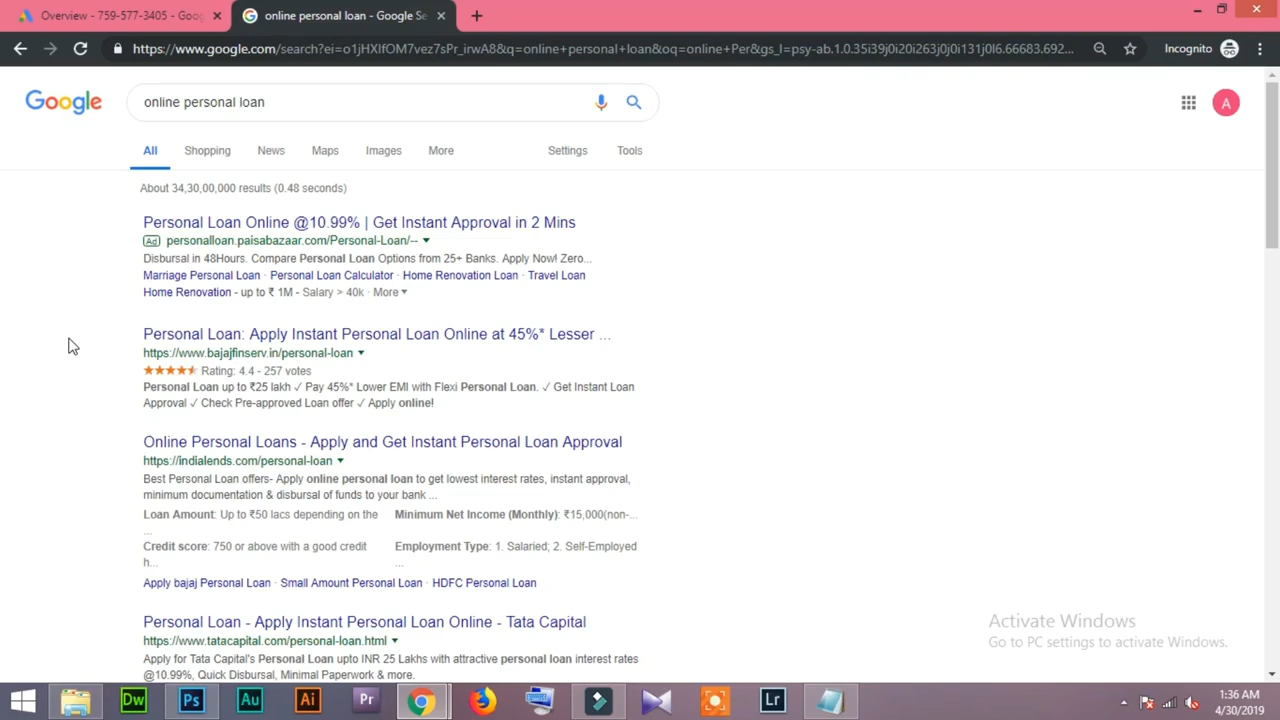 Overview - 759-577-3405 - Goog
online personal loan - Google Se
https://www.google.com/search?ei=o1jHXIfOM7vez7sPr_irwA8&q=online+personal+loan&oq=online+Per&gs_l=psy-ab.1.0.35i39j0i20i263j0j0i131j0l6.66683.692...
Incognito
Google
online personal loan
A
All Shopping News Maps Images More Settings Tools
About 34,30,00,000 results (0.48 seconds)
Personal Loan Online @10.99% | Get Instant Approval in 2 Mins
Ad personalloan.paisabazaar.com/Personal-Loan/--
Disbursal in 48Hours. Compare Personal Loan Options from 25+ Banks. Apply Now! Zero...
Marriage Personal Loan · Personal Loan Calculator · Home Renovation Loan · Travel Loan
Home Renovation - up to ₹ 1M - Salary > 40k · More
Personal Loan: Apply Instant Personal Loan Online at 45%* Lesser ...
https://www.bajajfinserv.in/personal-loan
Rating: 4.4 - 257 votes
Personal Loan up to ₹25 lakh ✓ Pay 45%* Lower EMI with Flexi Personal Loan. ✓ Get Instant Loan
Approval ✓ Check Pre-approved Loan offer ✓ Apply online!
Online Personal Loans - Apply and Get Instant Personal Loan Approval
https://indialends.com/personal-loan
Best Personal Loan offers- Apply online personal loan to get lowest interest rates, instant approval,
minimum documentation & disbursal of funds to your bank ...
Loan Amount: Up to ₹50 lacs depending on the ... Minimum Net Income (Monthly): ₹15,000(non-...
Credit score: 750 or above with a good credit h... Employment Type: 1. Salaried; 2. Self-Employed ...
Apply bajaj Personal Loan · Small Amount Personal Loan · HDFC Personal Loan
Personal Loan - Apply Instant Personal Loan Online - Tata Capital
https://www.tatacapital.com/personal-loan.html
Apply for Tata Capital's Personal Loan upto INR 25 Lakhs with attractive personal loan interest rates
@10.99%, Quick Disbursal, Minimal Paperwork & more.
Activate Windows
Go to PC settings to activate Windows.
Dw Ps Au Ai Pr Lr
1:36 AM
4/30/2019